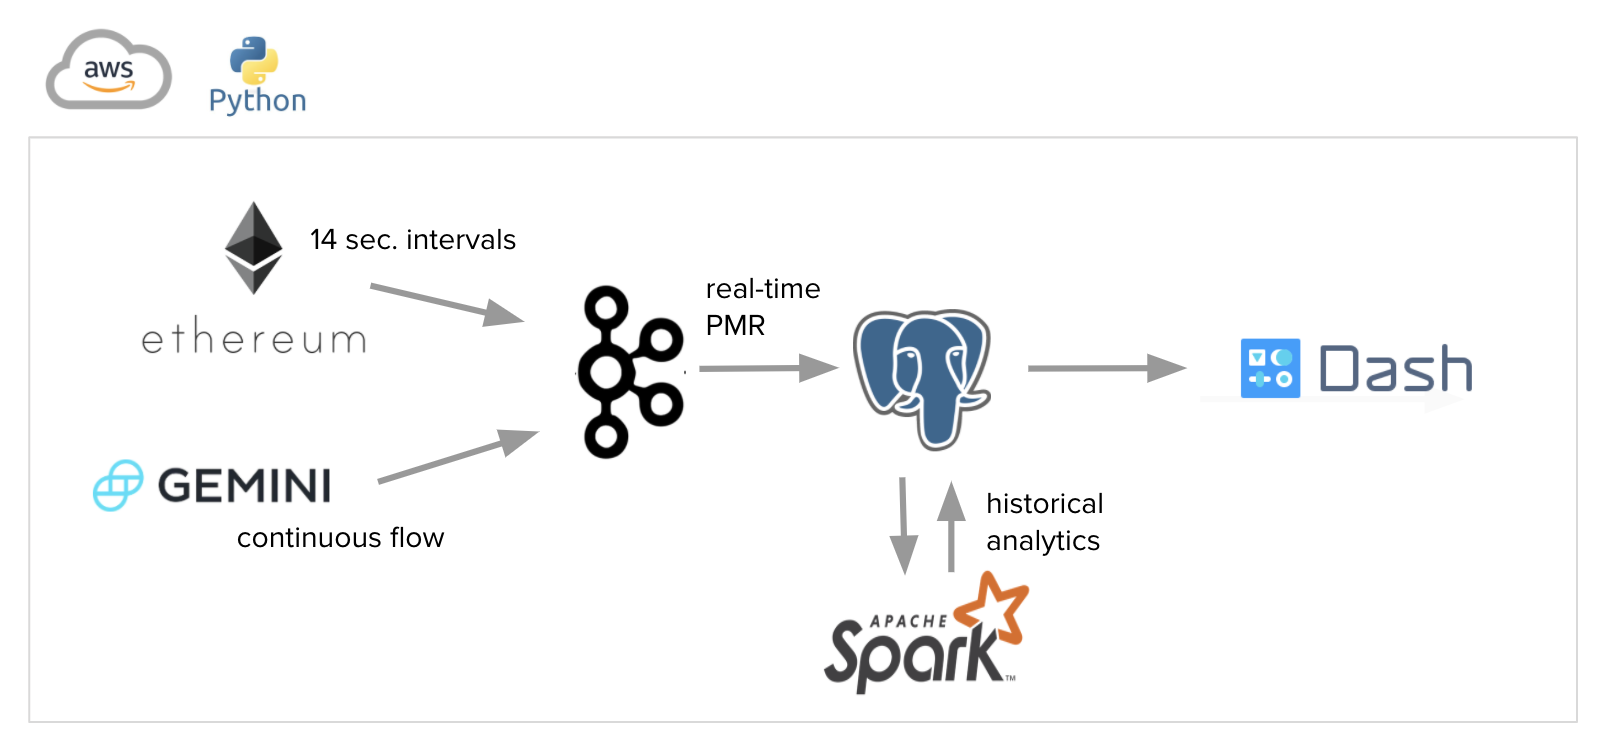 aws
Python
14 sec. intervals
ethereum
real-time
PMR
Dash
GEMINI
continuous flow
historical
analytics
APACHE
Spark™